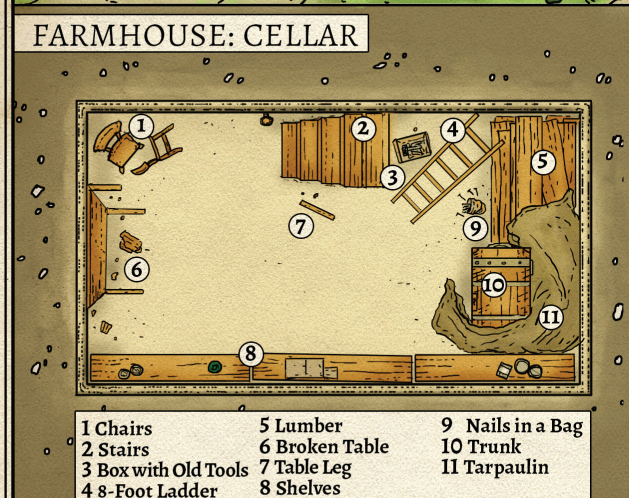 FARMHOUSE: CELLAR
1
2
4
5
3
9
7
6
10
11
8
1 Chairs
2 Stairs
3 Box with Old Tools
4 8-Foot Ladder
5 Lumber
6 Broken Table
7 Table Leg
8 Shelves
9 Nails in a Bag
10 Trunk
11 Tarpaulin